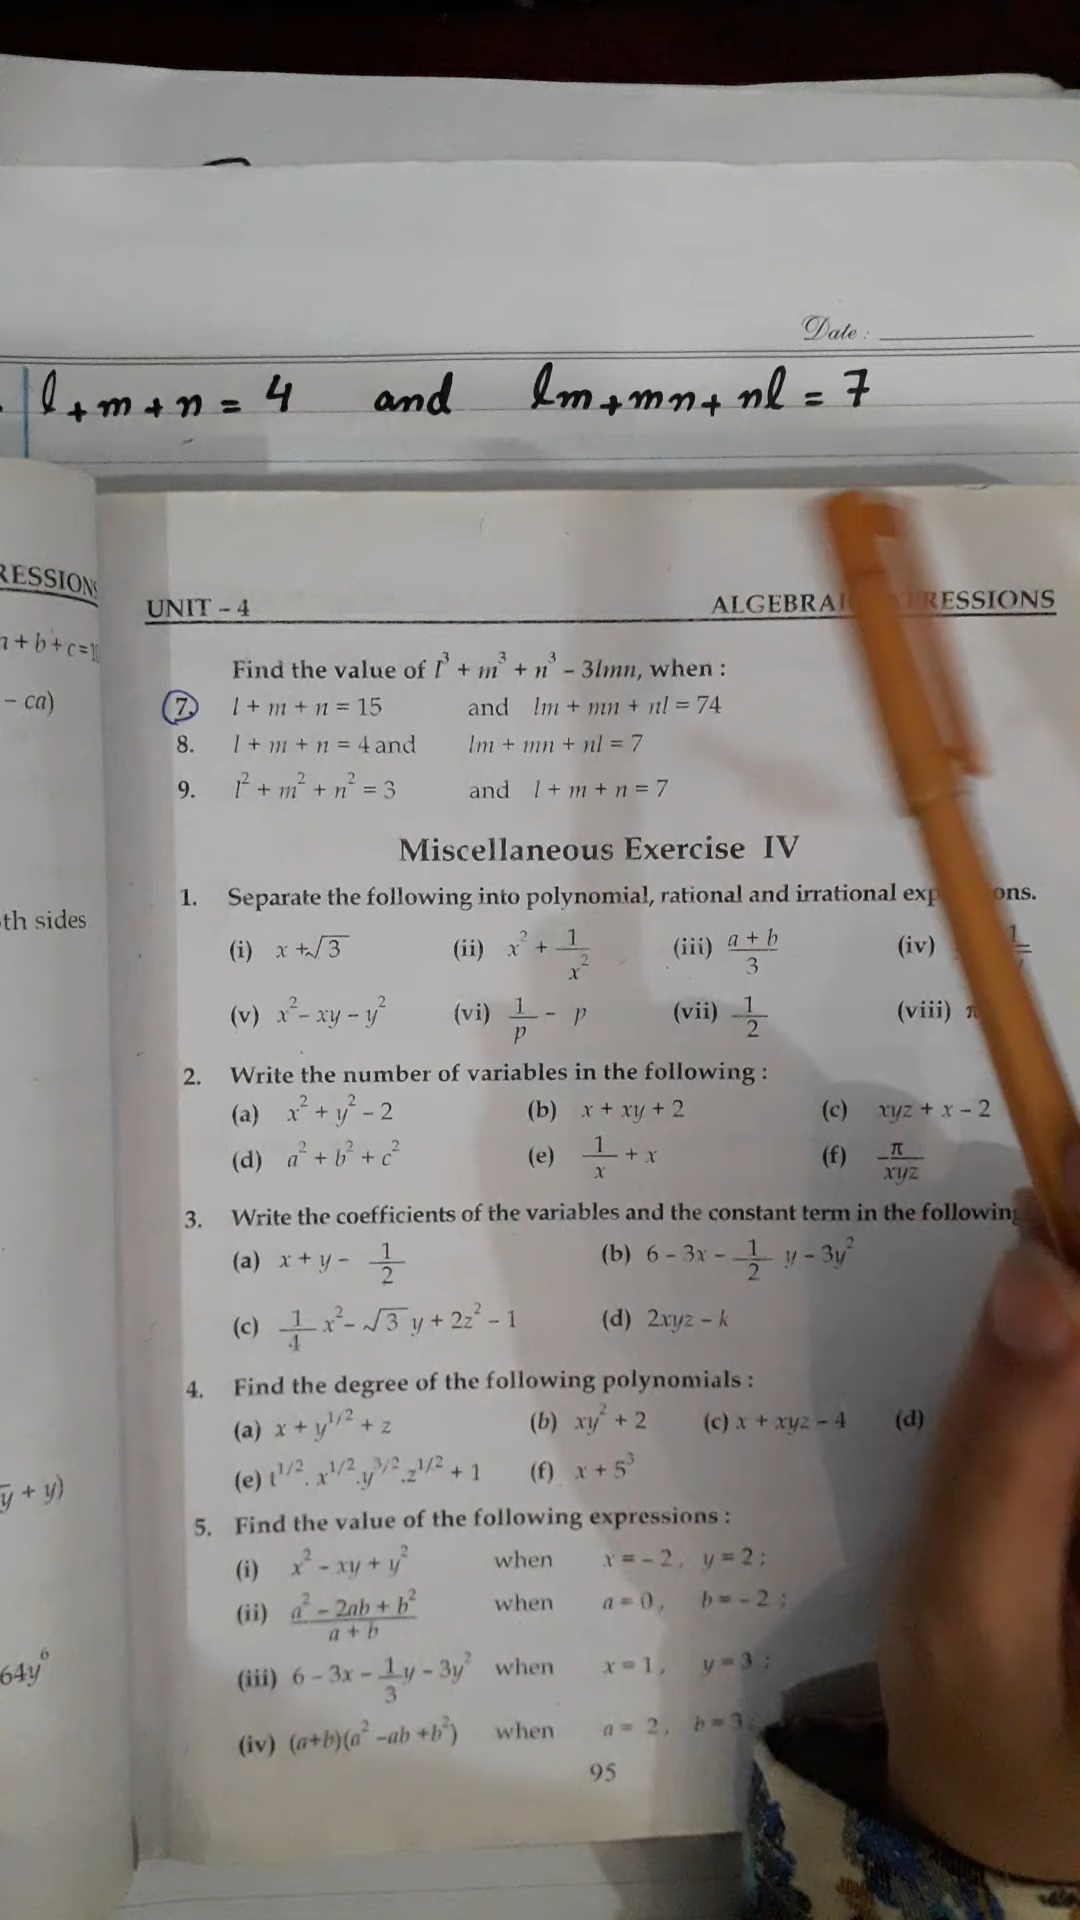 Date :
l + m + n = 4 and lm + mn + nl = 7
RESSIONS
a + b + c = 1
– ca)
th sides
y + y)
64y⁶
UNIT – 4
Find the value of l³ + m³ + n³ – 3lmn, when :
7. l + m + n = 15 and lm + mn + nl = 74
8. l + m + n = 4 and lm + mn + nl = 7
9. l² + m² + n² = 3 and l + m + n = 7
Miscellaneous Exercise IV
1. Separate the following into polynomial, rational and irrational
(i) x + √3 (ii) x² + 1/x² (iii) (a + b)/3 (iv)
(v) x² – xy – y² (vi) 1/p – p (vii) 1/2 (viii)
2. Write the number of variables in the following :
(a) x² + y² – 2 (b) x + xy + 2 (c) xyz + x – 2
(d) a² + b² + c² (e) 1/x + x (f) π/xyz
3. Write the coefficients of the variables and the constant term in the following
(a) x + y – 1/2 (b) 6 – 3x – 1/2 y – 3y²
(c) 1/4 x² – √3 y + 2z² – 1 (d) 2xyz – k
4. Find the degree of the following polynomials :
(a) x + y^1/2 + z (b) xy² + 2 (c) x + xyz – 4 (d)
(e) t^1/2 . x^1/2 .y^3/2 .z^1/2 + 1 (f) x + 5³
5. Find the value of the following expressions :
(i) x² – xy + y² when x = – 2, y = 2 ;
(ii) (a² – 2ab + b²)/(a + b) when a = 0, b = – 2 ;
(iii) 6 – 3x – 1/3 y – 3y² when x = 1, y = 3 ;
(iv) (a+b)(a² –ab +b²) when a = 2, b = 3
95